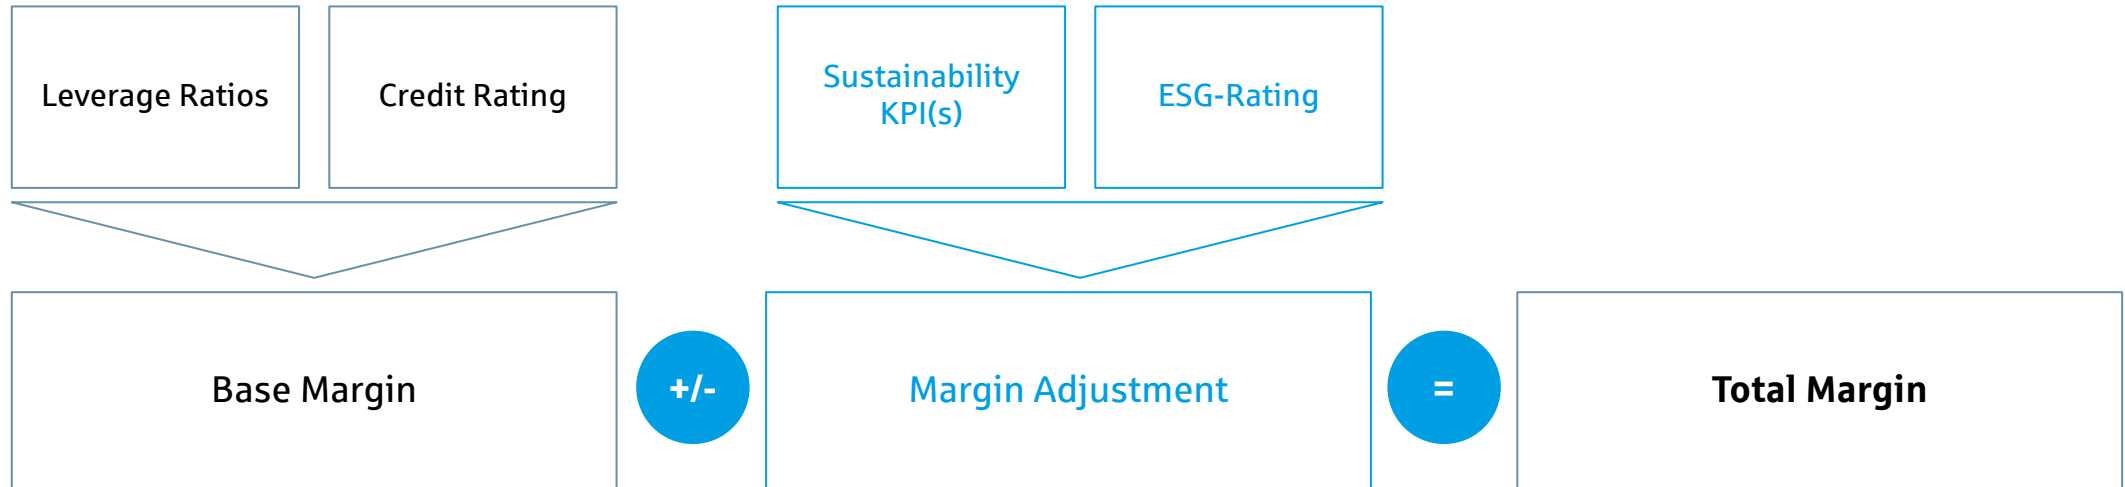 Leverage Ratios
Credit Rating
Sustainability
KPI(s)
ESG-Rating
Base Margin
+/-
Margin Adjustment
=
Total Margin